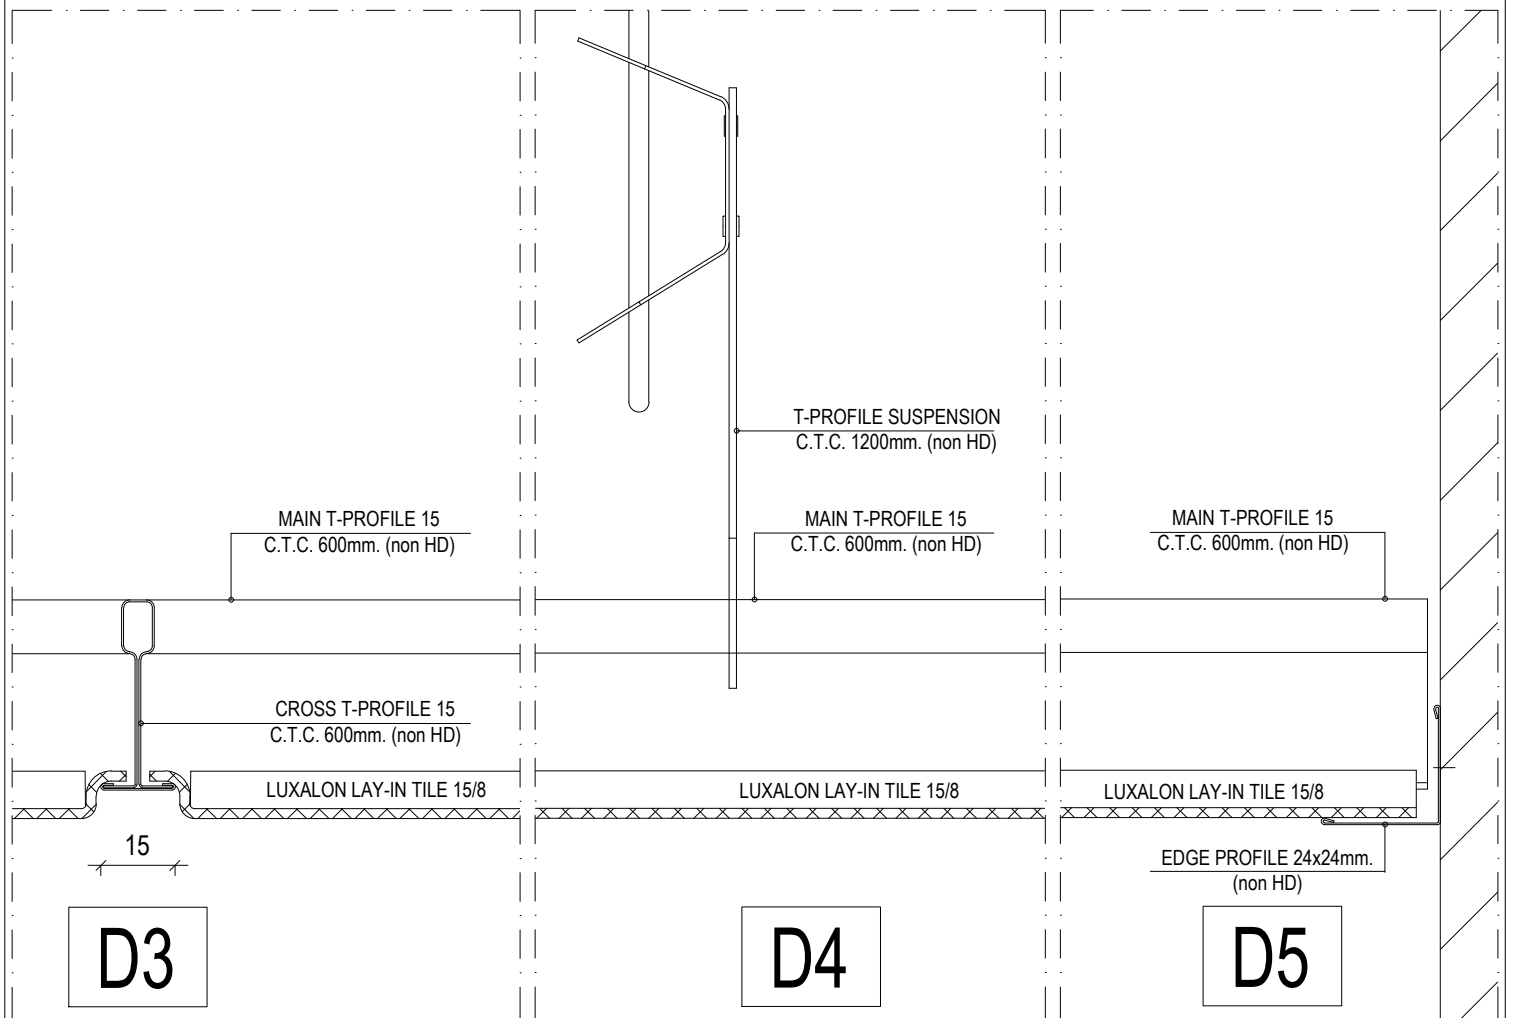 MAIN T-PROFILE 15
C.T.C. 600mm. (non HD)
CROSS T-PROFILE 15
C.T.C. 600mm. (non HD)
LUXALON LAY-IN TILE 15/8
15
D3
T-PROFILE SUSPENSION
C.T.C. 1200mm. (non HD)
MAIN T-PROFILE 15
C.T.C. 600mm. (non HD)
LUXALON LAY-IN TILE 15/8
D4
MAIN T-PROFILE 15
C.T.C. 600mm. (non HD)
LUXALON LAY-IN TILE 15/8
EDGE PROFILE 24x24mm.
(non HD)
D5